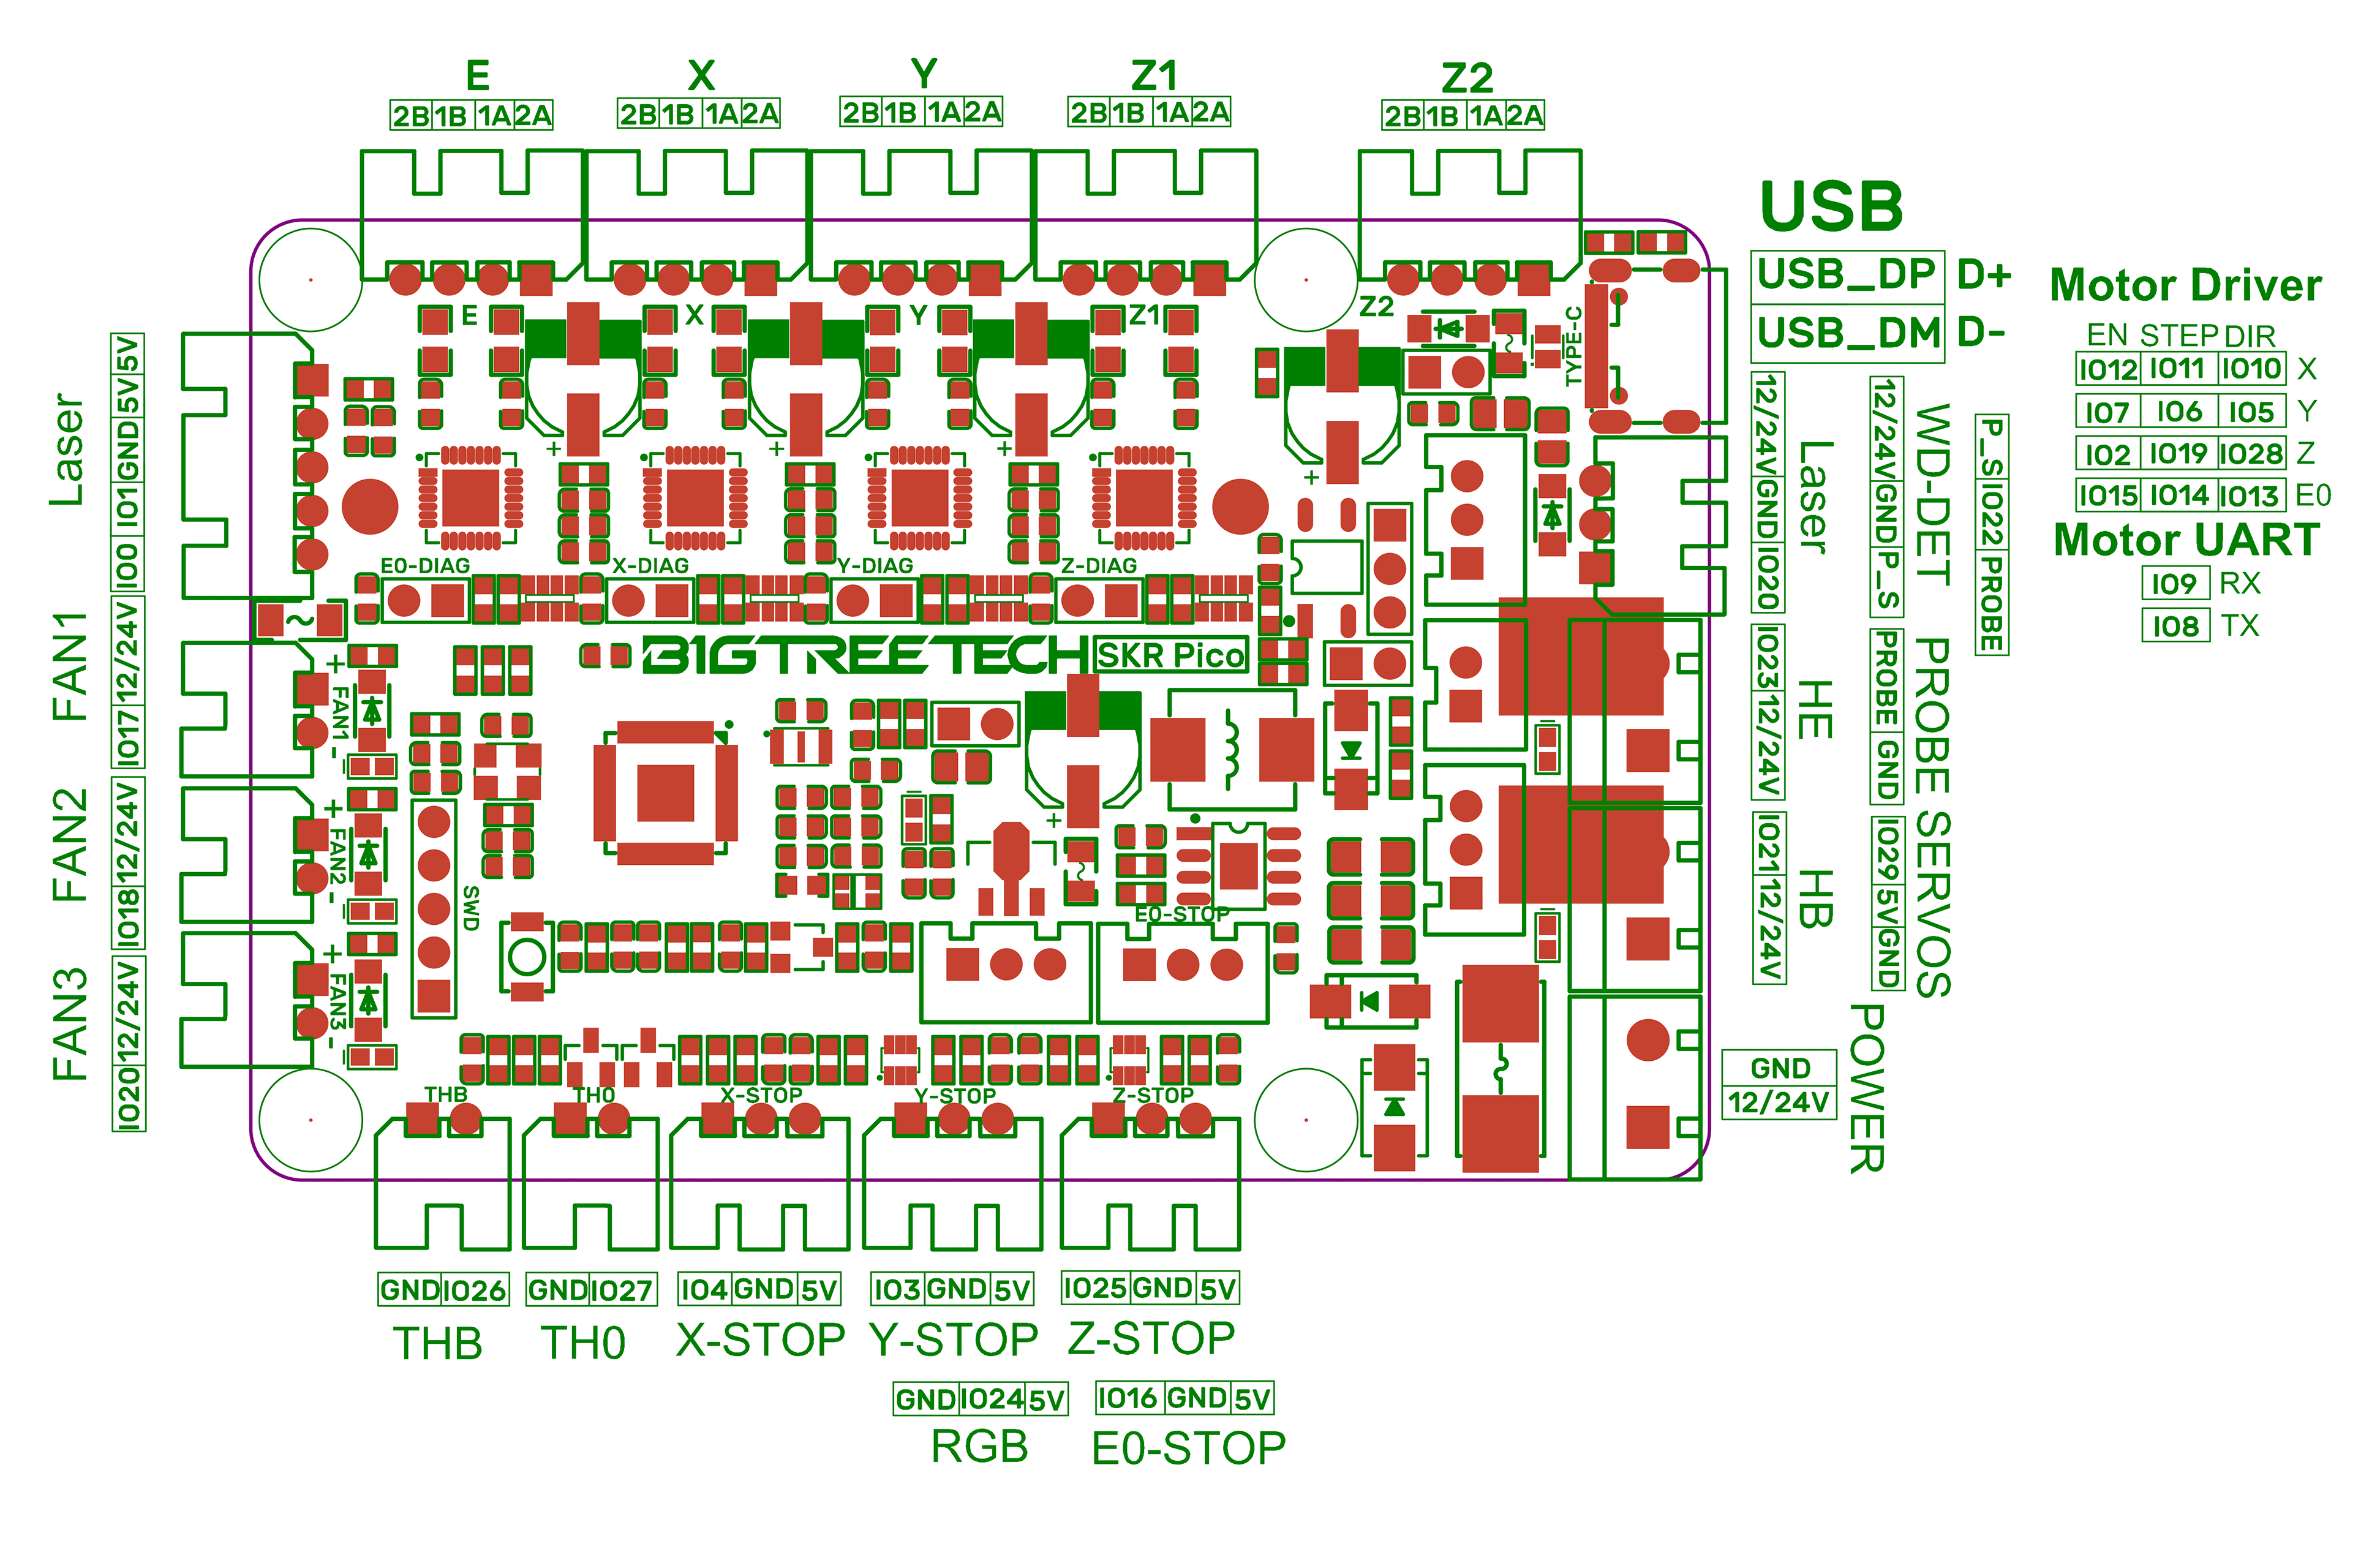 E X Y Z1 Z2
2B 1B 1A 2A
2B 1B 1A 2A
2B 1B 1A 2A
2B 1B 1A 2A
2B 1B 1A 2A
USB
USB_DP D+
USB_DM D-
Motor Driver
EN STEP DIR
IO12 IO11 IO10 X
IO7 IO6 IO5 Y
IO2 IO19 IO28 Z
IO15 IO14 IO13 E0
Motor UART
IO9 RX
IO8 TX
Laser
IO0 IO1 GND 5V 5V
FAN1
IO17 12/24V
FAN2
IO18 12/24V
FAN3
IO20 12/24V
E
X
Y
Z1
Z2
TYPE-C
+
+
+
+
E0-DIAG
X-DIAG
Y-DIAG
Z-DIAG
B1GTREETECH
SKR Pico
+ FAN1 -
+ FAN2 -
+ FAN3 -
SWD
+
E0-STOP
THB
TH0
X-STOP
Y-STOP
Z-STOP
12/24V GND IO20
Laser
12/24V GND P_S
WD-DET
P_S IO22 PROBE
IO23 12/24V
HE
PROBE GND
PROBE
IO21 12/24V
HB
IO29 5V GND
SERVOS
POWER
GND
12/24V
GND IO26
THB
GND IO27
TH0
IO4 GND 5V
X-STOP
IO3 GND 5V
Y-STOP
IO25 GND 5V
Z-STOP
GND IO24 5V
RGB
IO16 GND 5V
E0-STOP